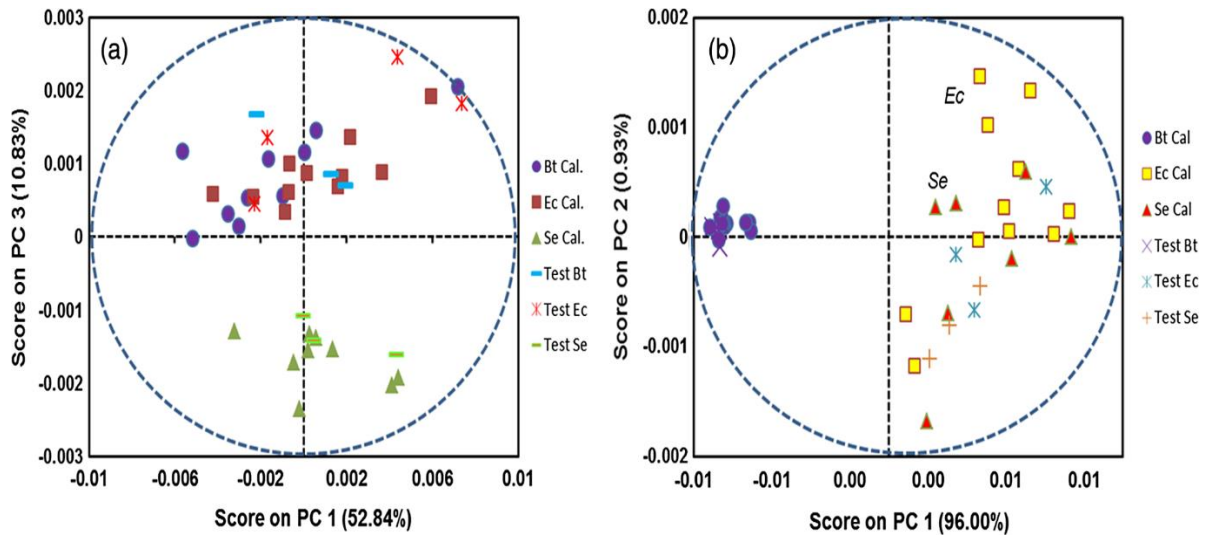 (a)
Score on PC 3 (10.83%)
0.003
0.002
0.001
0
-0.001
-0.002
-0.003
-0.01
-0.006
-0.002
0.002
0.006
0.01
Score on PC 1 (52.84%)
Bt Cal.
Ec Cal.
Se Cal.
Test Bt
Test Ec
Test Se
(b)
Score on PC 2 (0.93%)
0.002
0.001
0
-0.001
-0.002
Ec
Se
-0.01
-0.01
0.00
0.00
0.01
0.01
Score on PC 1 (96.00%)
Bt Cal
Ec Cal
Se Cal
Test Bt
Test Ec
Test Se